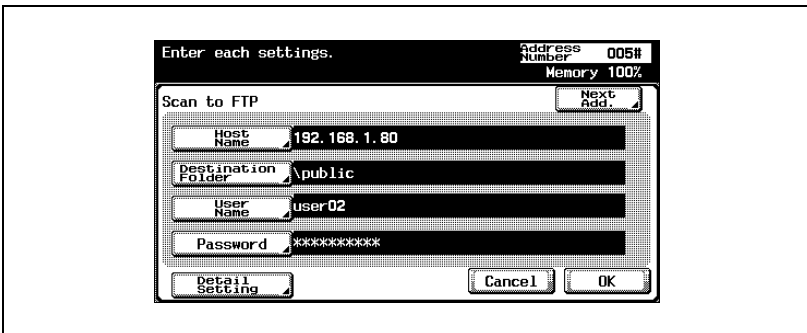 Enter each settings.
Address
Number 005#
Memory 100%
Scan to FTP
Next
Add.
Host
Name 192.168.1.80
Destination
Folder \public
User
Name user02
Password **********
Detail
Setting
Cancel OK